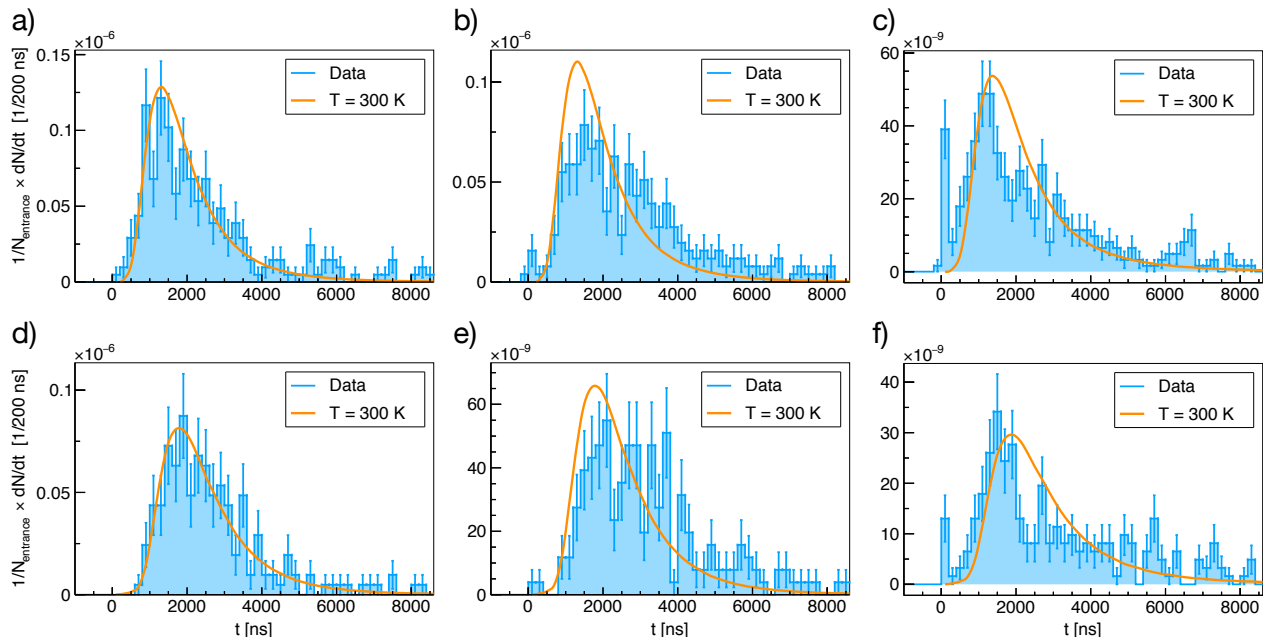 a)
×10⁻⁶
0.15
0.1
0.05
0
1/N_entrance × dN/dt [1/200 ns]
Data
T = 300 K
0 2000 4000 6000 8000
b)
×10⁻⁶
0.1
0.05
0
Data
T = 300 K
0 2000 4000 6000 8000
c)
×10⁻⁹
60
40
20
0
Data
T = 300 K
0 2000 4000 6000 8000
d)
×10⁻⁶
0.1
0.05
0
1/N_entrance × dN/dt [1/200 ns]
Data
T = 300 K
0 2000 4000 6000 8000
t [ns]
e)
×10⁻⁹
60
40
20
0
Data
T = 300 K
0 2000 4000 6000 8000
t [ns]
f)
×10⁻⁹
40
30
20
10
0
Data
T = 300 K
0 2000 4000 6000 8000
t [ns]